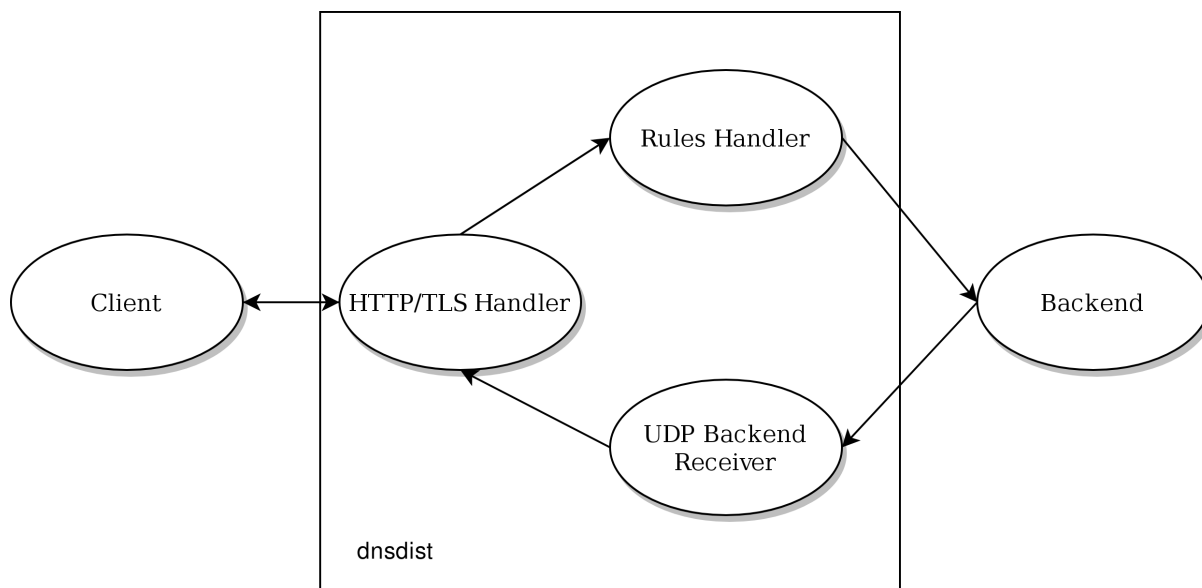 Rules Handler
Client
HTTP/TLS Handler
Backend
UDP Backend
Receiver
dnsdist